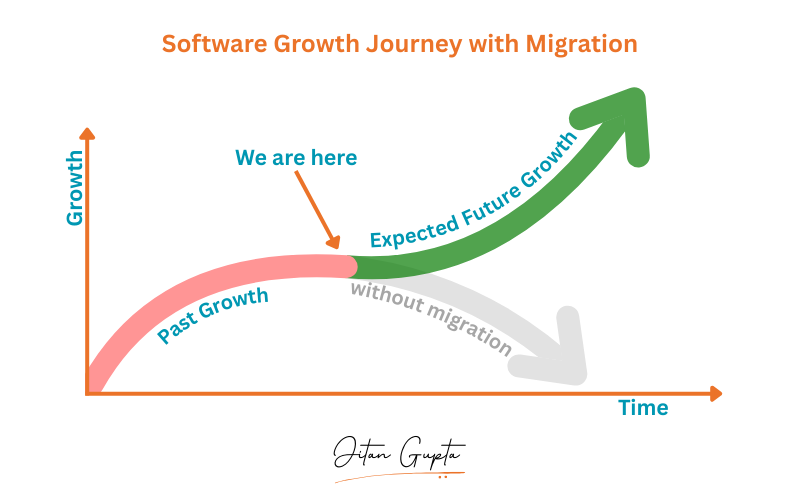 Software Growth Journey with Migration
Growth
We are here
Expected Future Growth
Past Growth
without migration
Time
Jitan Gupta